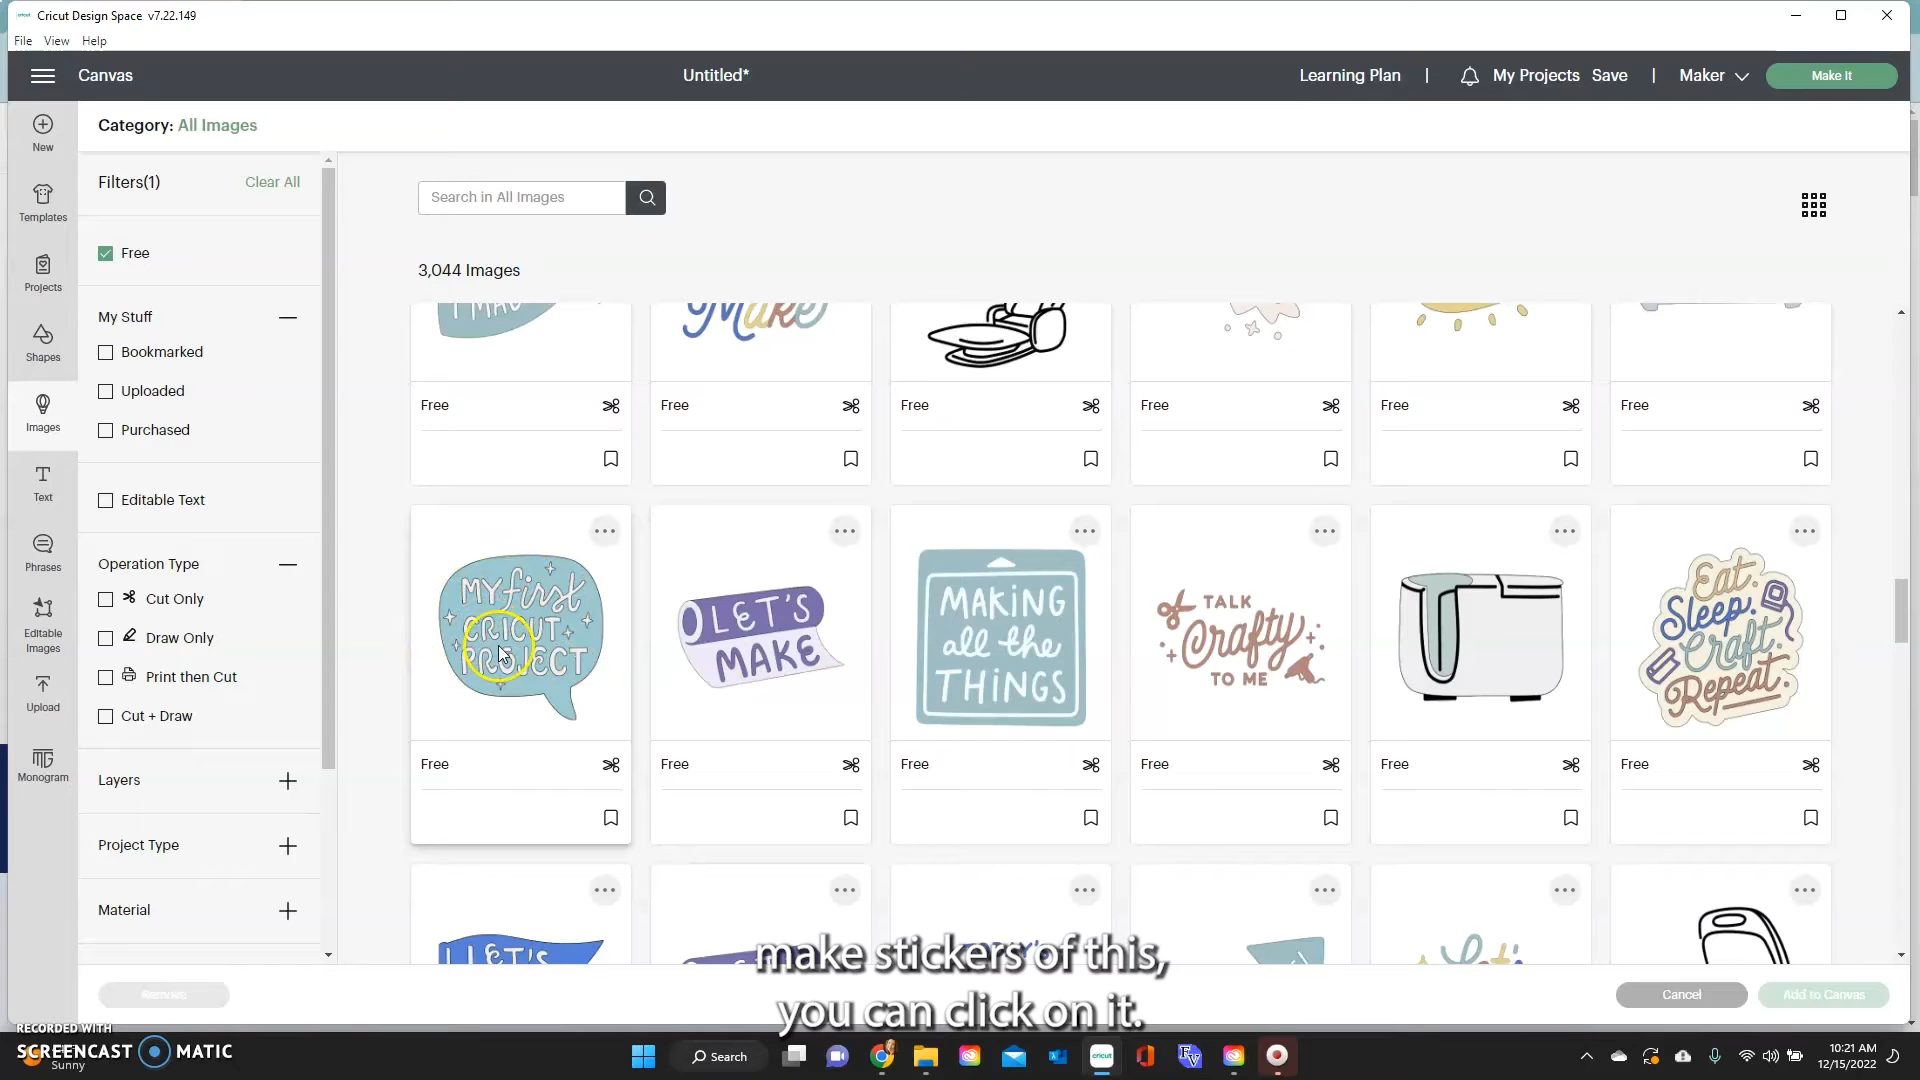 cricut Cricut Design Space v7.22.149
File View Help
Canvas Untitled* Learning Plan | My Projects Save | Maker Make It
Category: All Images
New
Templates
Projects
Shapes
Images
Text
Phrases
Editable
Images
Upload
Monogram
Filters(1) Clear All
Free
My Stuff
Bookmarked
Uploaded
Purchased
Editable Text
Operation Type
Cut Only
Draw Only
Print then Cut
Cut + Draw
Layers
Project Type
Material
Search in All Images
3,044 Images
Make
Free Free Free Free Free Free
MY first
CRICUT
PROJECT
LET'S
MAKE
MAKING
all the
THINGS
TALK
Crafty
TO ME
Eat.
Sleep.
Craft.
Repeat.
Free Free Free Free Free Free
LET'S
Let's
make stickers of this,
you can click on it.
Remove Cancel Add to Canvas
RECORDED WITH
SCREENCAST MATIC
Sunny
Search
cricut
10:21 AM
12/15/2022